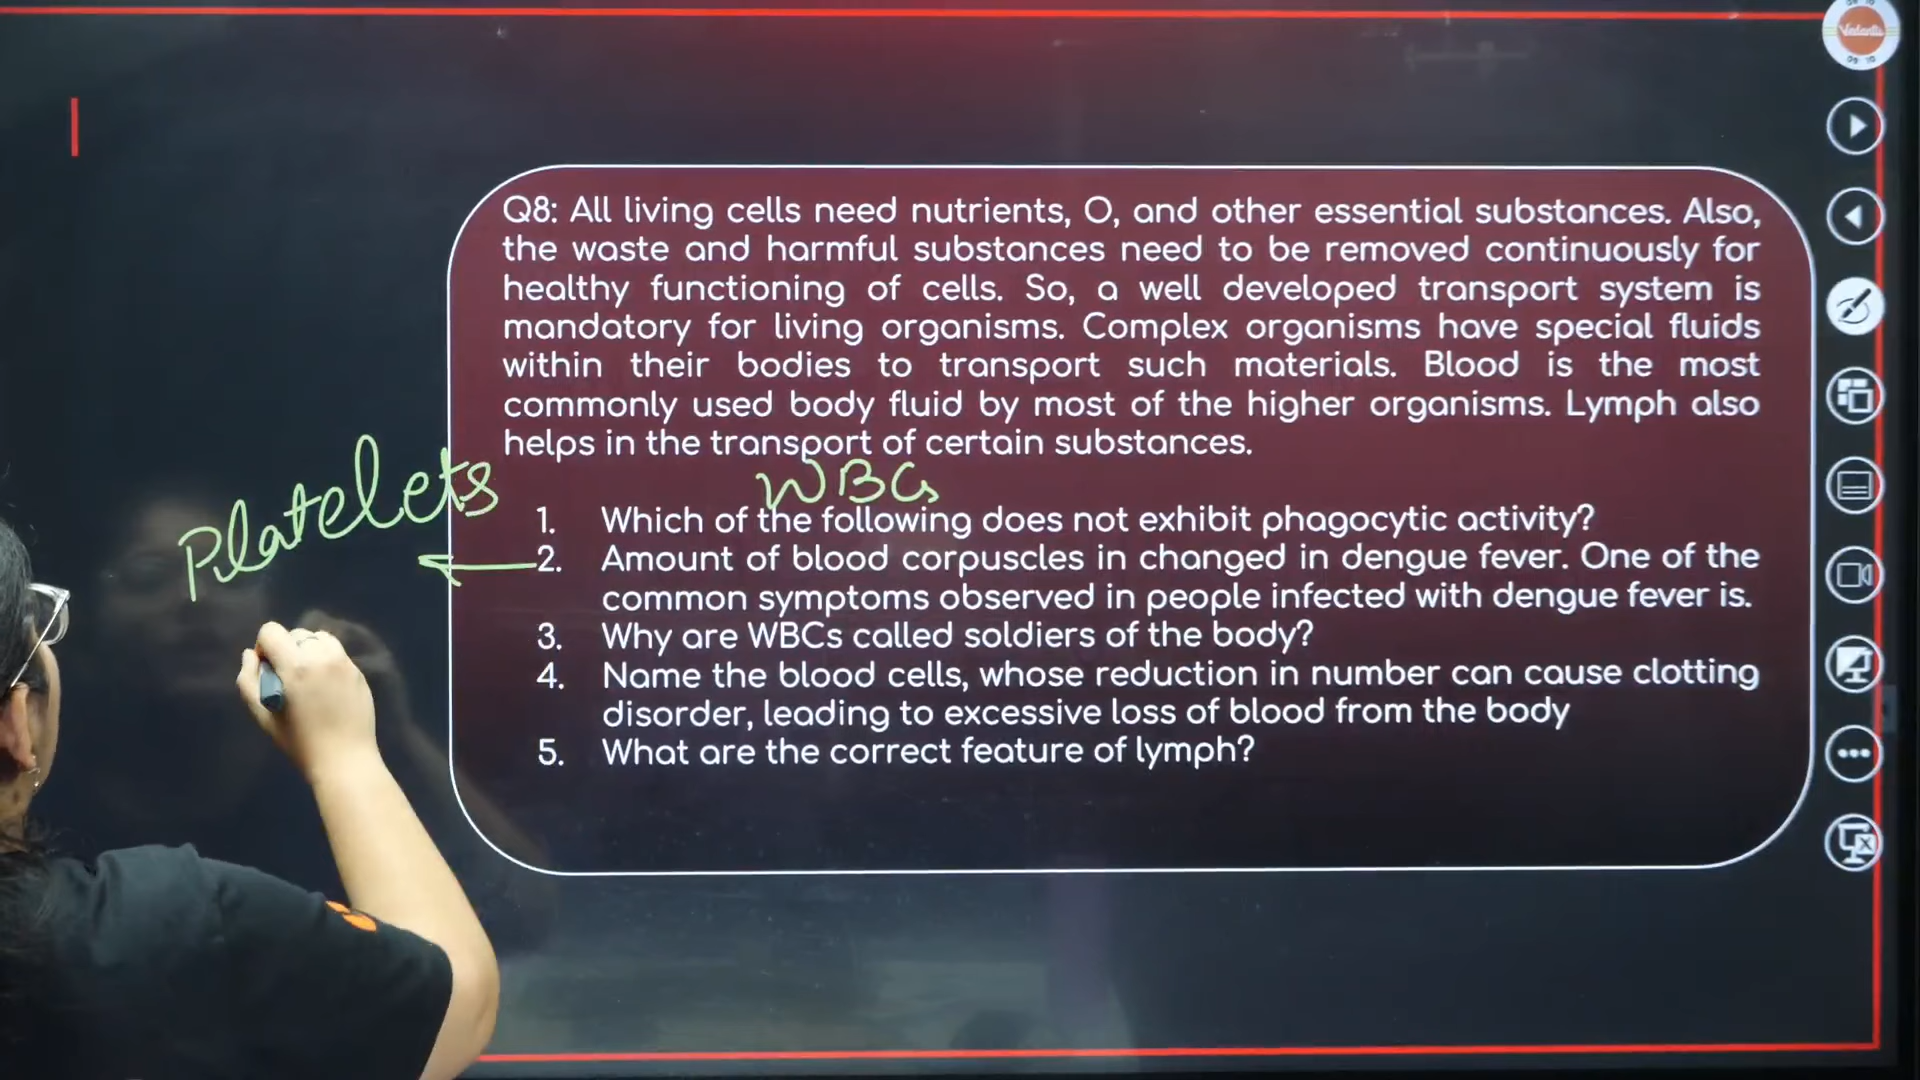 Vedantu
Q8: All living cells need nutrients, O, and other essential substances. Also,
the waste and harmful substances need to be removed continuously for
healthy functioning of cells. So, a well developed transport system is
mandatory for living organisms. Complex organisms have special fluids
within their bodies to transport such materials. Blood is the most
commonly used body fluid by most of the higher organisms. Lymph also
helps in the transport of certain substances.
Platelets
WBCs
1. Which of the following does not exhibit phagocytic activity?
2. Amount of blood corpuscles in changed in dengue fever. One of the
common symptoms observed in people infected with dengue fever is.
3. Why are WBCs called soldiers of the body?
4. Name the blood cells, whose reduction in number can cause clotting
disorder, leading to excessive loss of blood from the body
5. What are the correct feature of lymph?